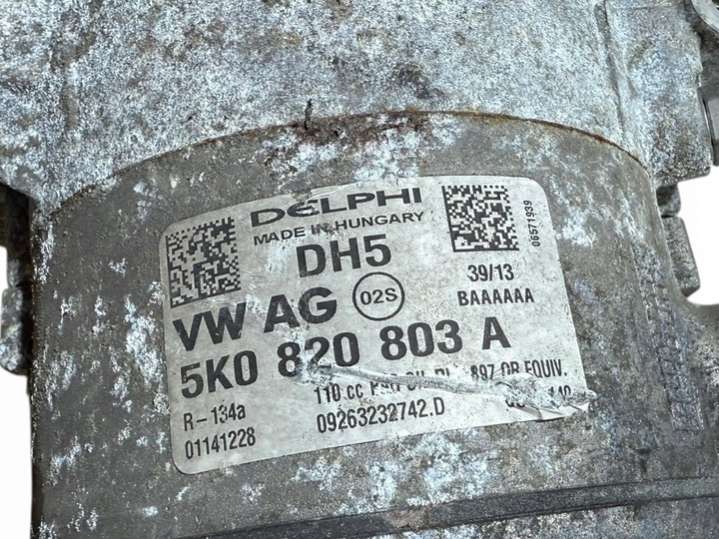 DELPHI
MADE IN HUNGARY
DH5
39/13
06571939
VW AG
02S
BAAAAAA
5K0 820 803 A
110 cc 897 OR EQUIV.
R-134a
09263232742.D
01141228